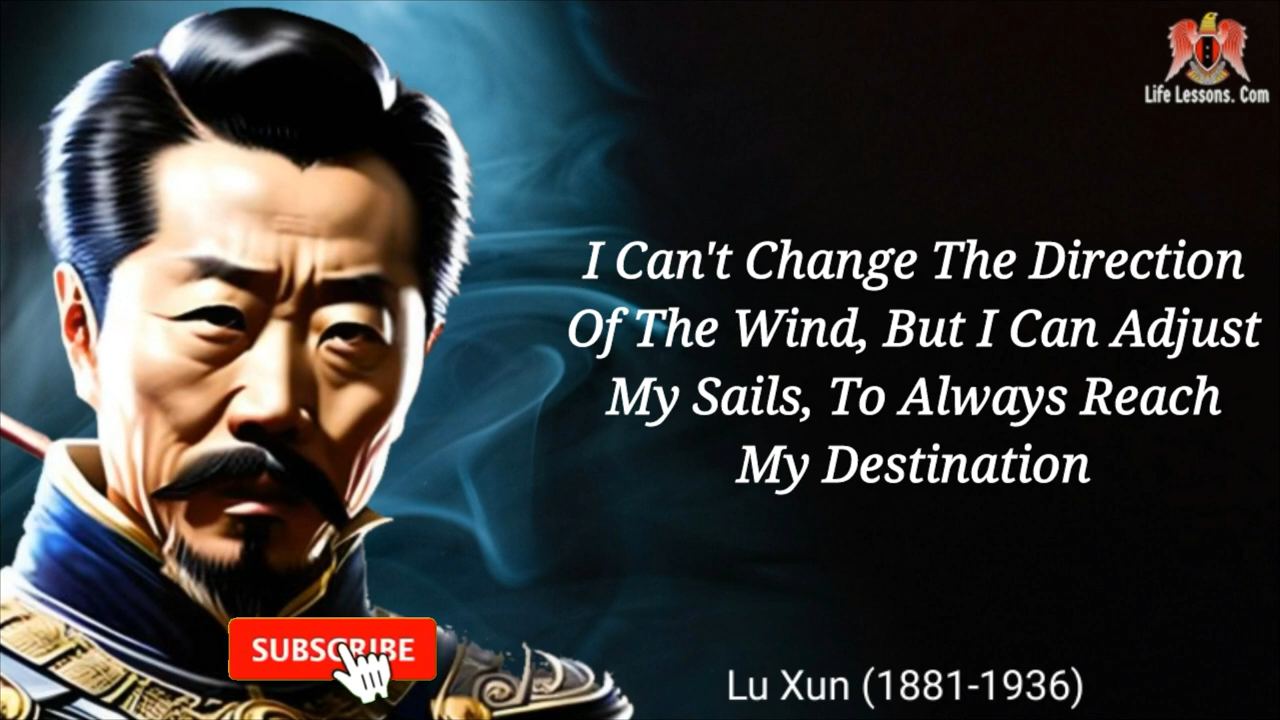 Life Lessons. Com
I Can't Change The Direction
Of The Wind, But I Can Adjust
My Sails, To Always Reach
My Destination
SUBSCRIBE
Lu Xun (1881-1936)